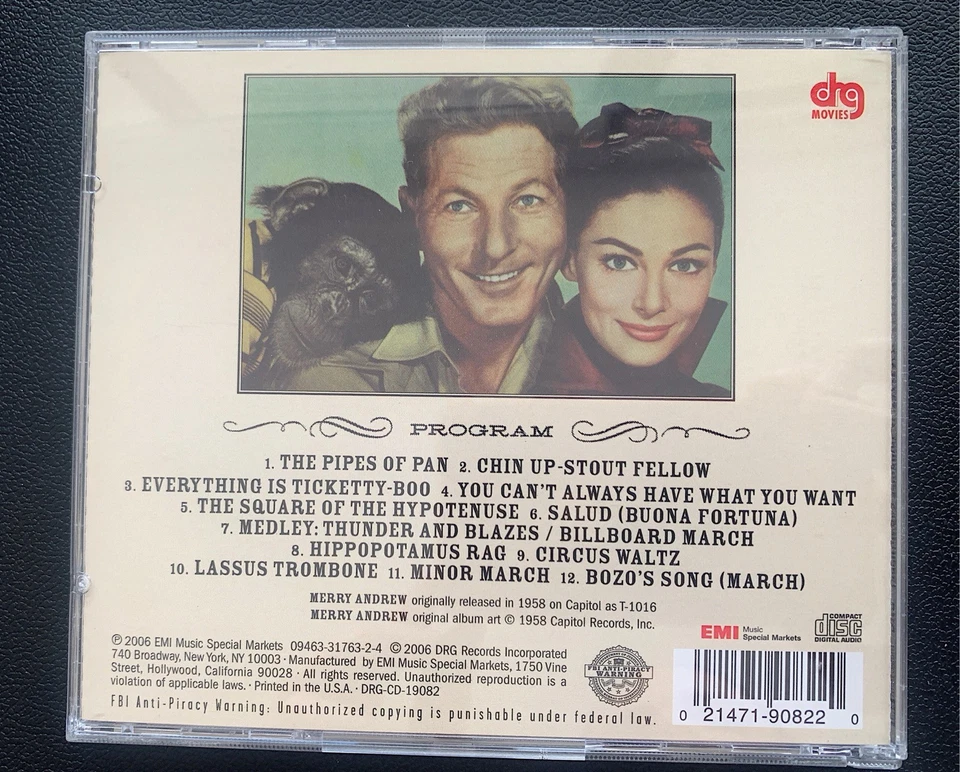 drg
MOVIES
PROGRAM
1. THE PIPES OF PAN 2. CHIN UP-STOUT FELLOW
3. EVERYTHING IS TICKETTY-BOO 4. YOU CAN'T ALWAYS HAVE WHAT YOU WANT
5. THE SQUARE OF THE HYPOTENUSE 6. SALUD (BUONA FORTUNA)
7. MEDLEY: THUNDER AND BLAZES / BILLBOARD MARCH
8. HIPPOPOTAMUS RAG 9. CIRCUS WALTZ
10. LASSUS TROMBONE 11. MINOR MARCH 12. BOZO'S SONG (MARCH)
MERRY ANDREW originally released in 1958 on Capitol as T-1016
MERRY ANDREW original album art © 1958 Capitol Records, Inc.
℗ 2006 EMI Music Special Markets 09463-31763-2-4 © 2006 DRG Records Incorporated
740 Broadway, New York, NY 10003 · Manufactured by EMI Music Special Markets, 1750 Vine
Street, Hollywood, California 90028 · All rights reserved. Unauthorized reproduction is a
violation of applicable laws. · Printed in the U.S.A. · DRG-CD-19082
FBI Anti-Piracy Warning: Unauthorized copying is punishable under federal law.
FBI ANTI-PIRACY
WARNING
EMI Music
Special Markets
COMPACT
disc
DIGITAL AUDIO
0 21471-90822 0